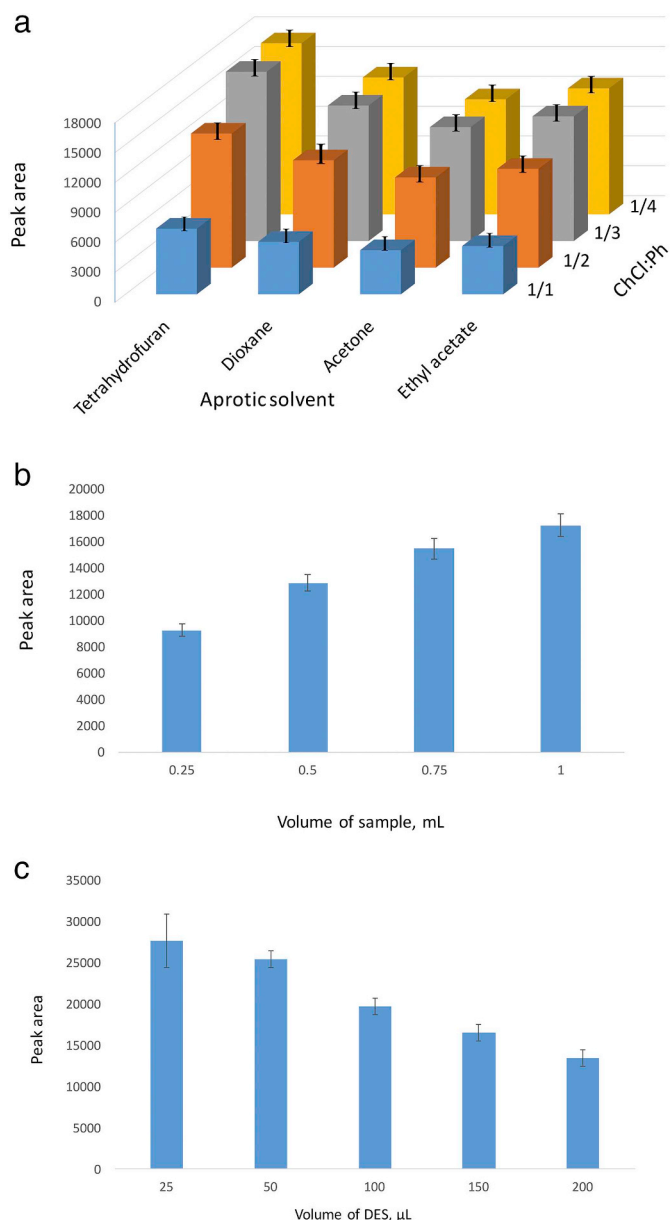 a
18000
15000
12000
9000
6000
3000
0
Peak area
Tetrahydrofuran
Dioxane
Acetone
Ethyl acetate
Aprotic solvent
1/1
1/2
1/3
1/4
ChCl:Ph
b
20000
18000
16000
14000
12000
10000
8000
6000
4000
2000
0
Peak area
0.25 0.5 0.75 1
Volume of sample, mL
c
35000
30000
25000
20000
15000
10000
5000
0
Peak area
25 50 100 150 200
Volume of DES, µL